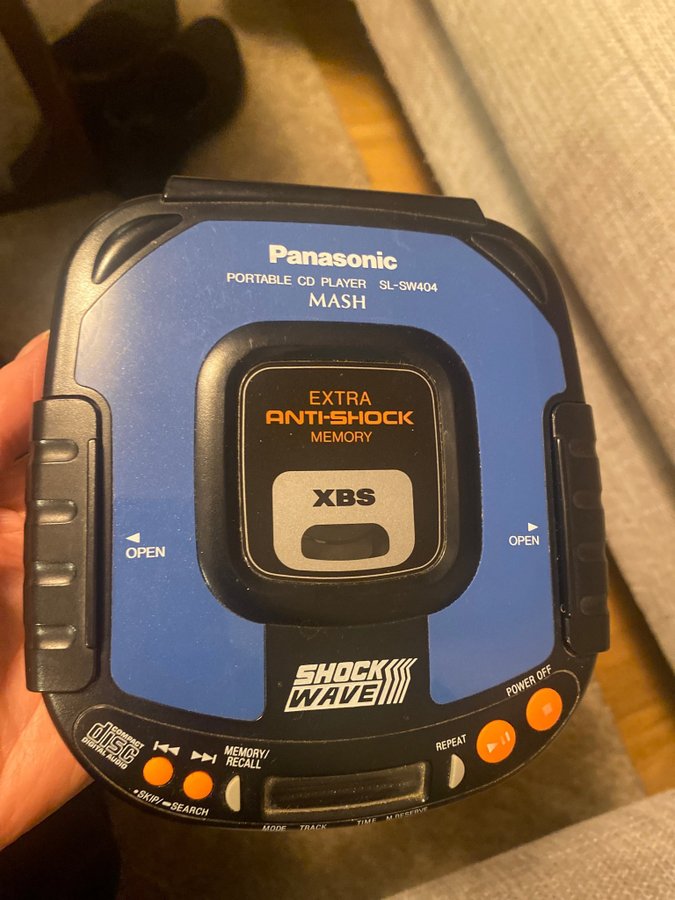 Panasonic
PORTABLE CD PLAYER SL-SW404
MASH
EXTRA
ANTI-SHOCK
MEMORY
XBS
OPEN
OPEN
SHOCK
WAVE
POWER OFF
COMPACT
disc
DIGITAL AUDIO
MEMORY/
RECALL
REPEAT
•SKIP/━SEARCH
MODE TRACK TIME M.RESERVE